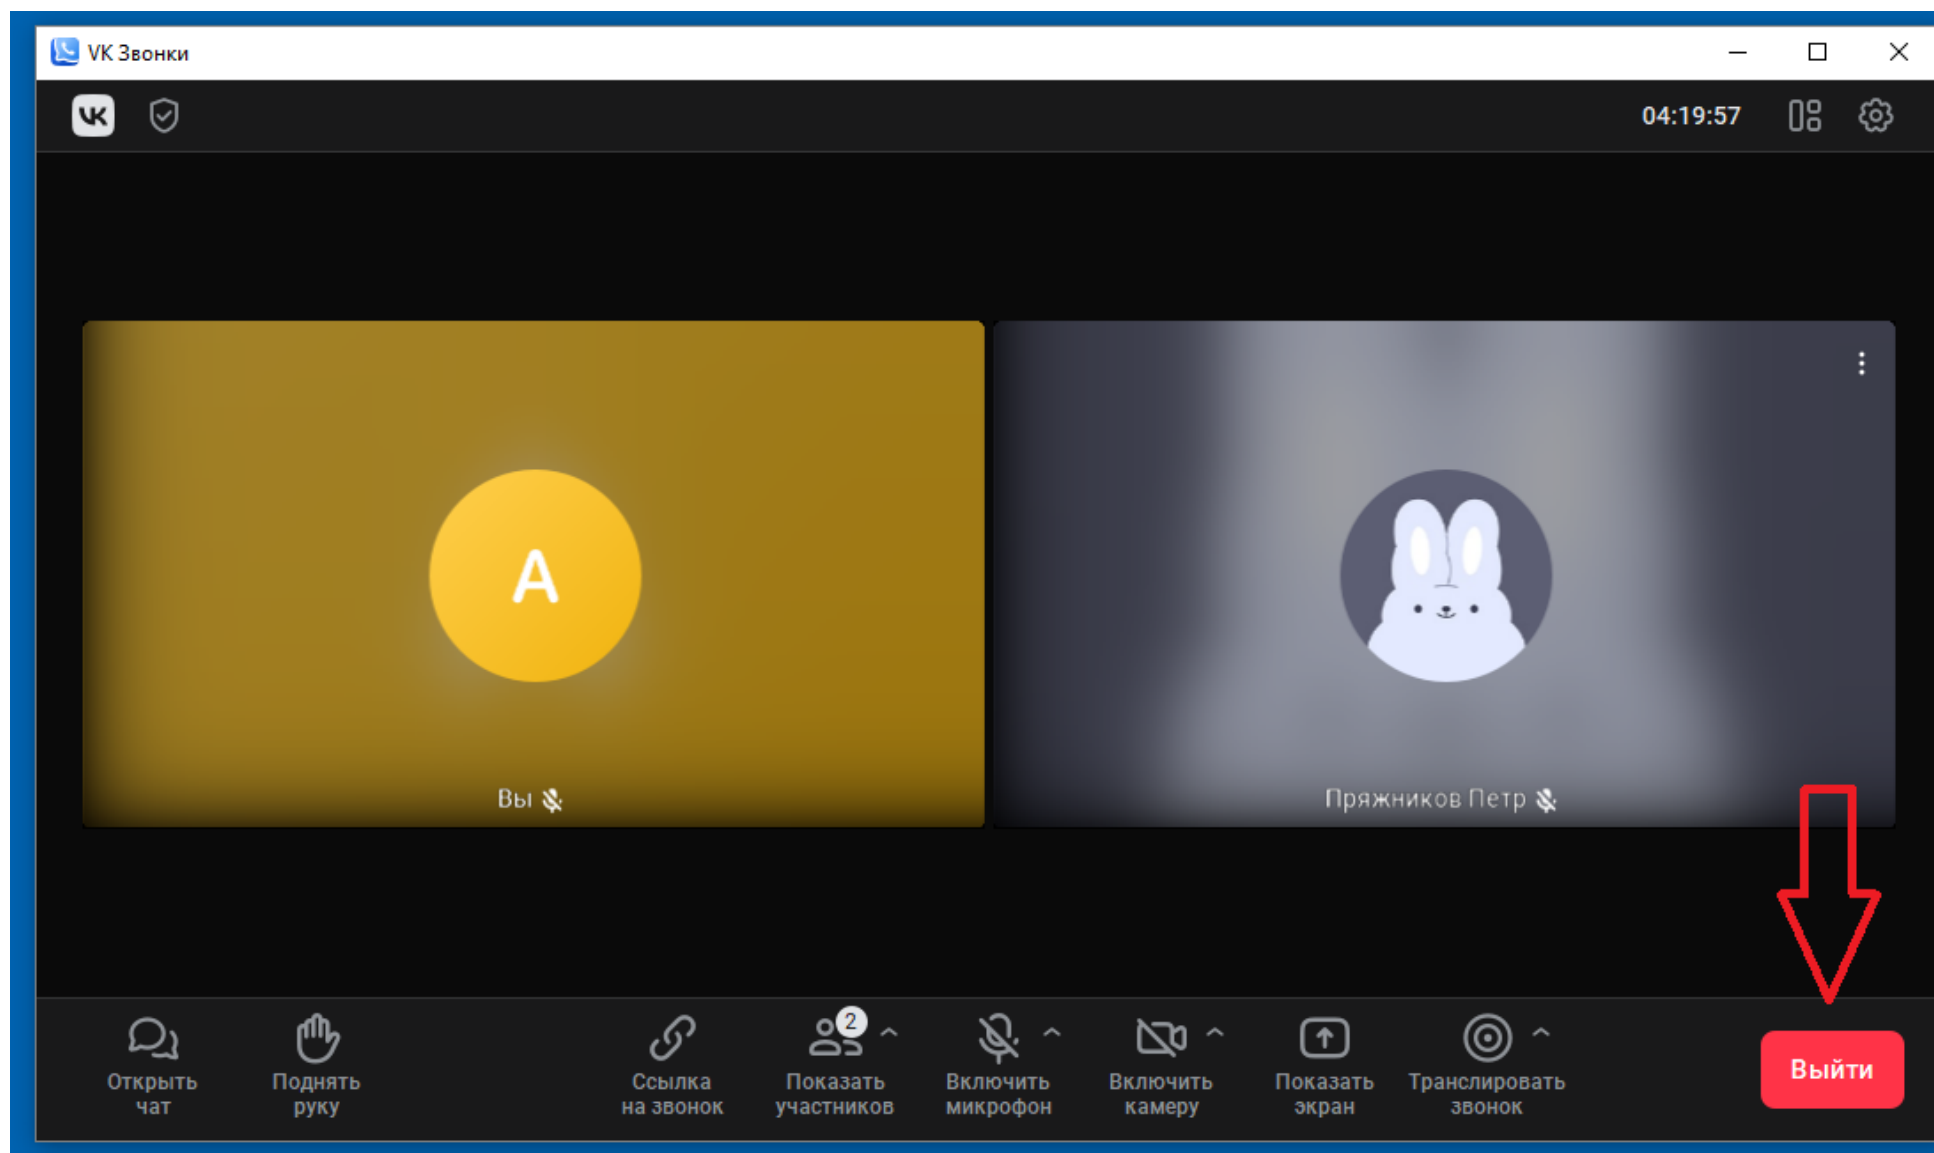 VK Звонки
VK
04:19:57
А
Вы
Пряжников Петр
2
Открыть
чат
Поднять
руку
Ссылка
на звонок
Показать
участников
Включить
микрофон
Включить
камеру
Показать
экран
Транслировать
звонок
Выйти